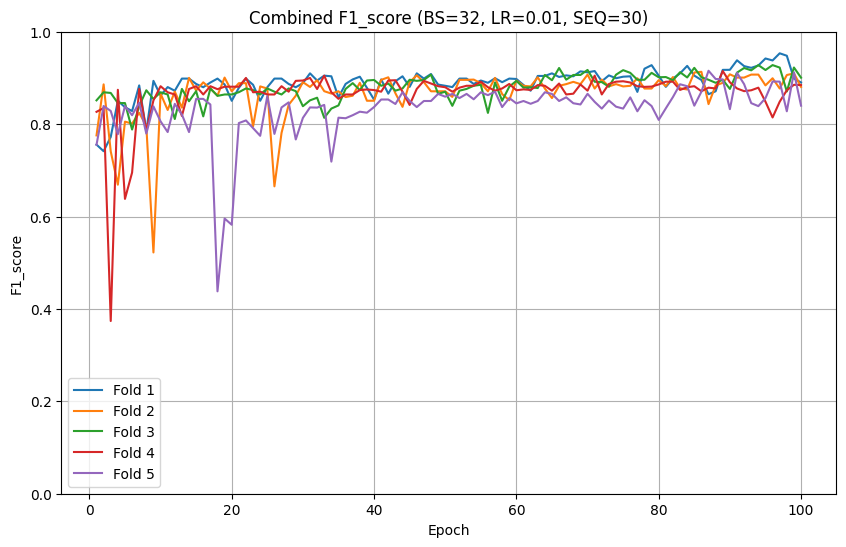 Combined F1_score (BS=32, LR=0.01, SEQ=30)
F1_score
1.0
0.8
0.6
0.4
0.2
0.0
Fold 1
Fold 2
Fold 3
Fold 4
Fold 5
0 20 40 60 80 100
Epoch